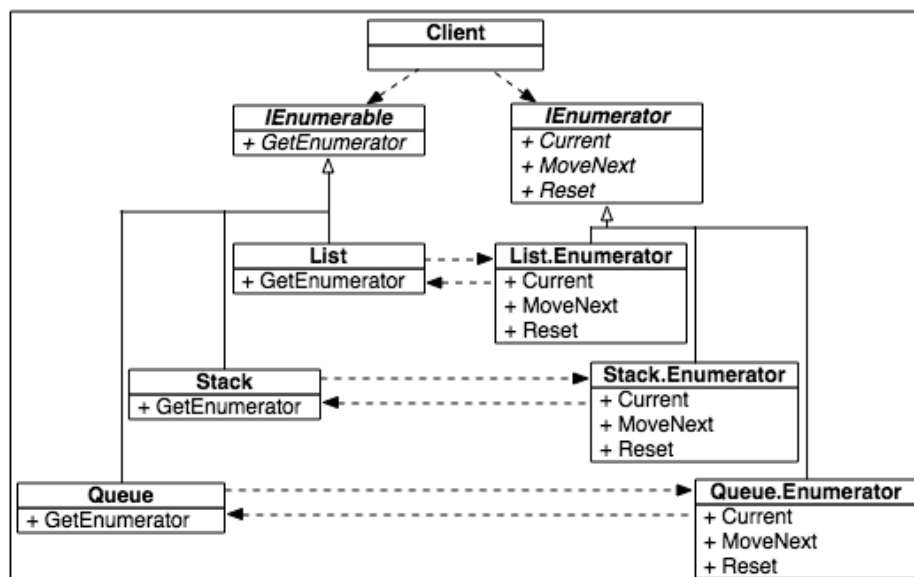 Client
IEnumerable
+ GetEnumerator
IEnumerator
+ Current
+ MoveNext
+ Reset
List
+ GetEnumerator
List.Enumerator
+ Current
+ MoveNext
+ Reset
Stack
+ GetEnumerator
Stack.Enumerator
+ Current
+ MoveNext
+ Reset
Queue
+ GetEnumerator
Queue.Enumerator
+ Current
+ MoveNext
+ Reset